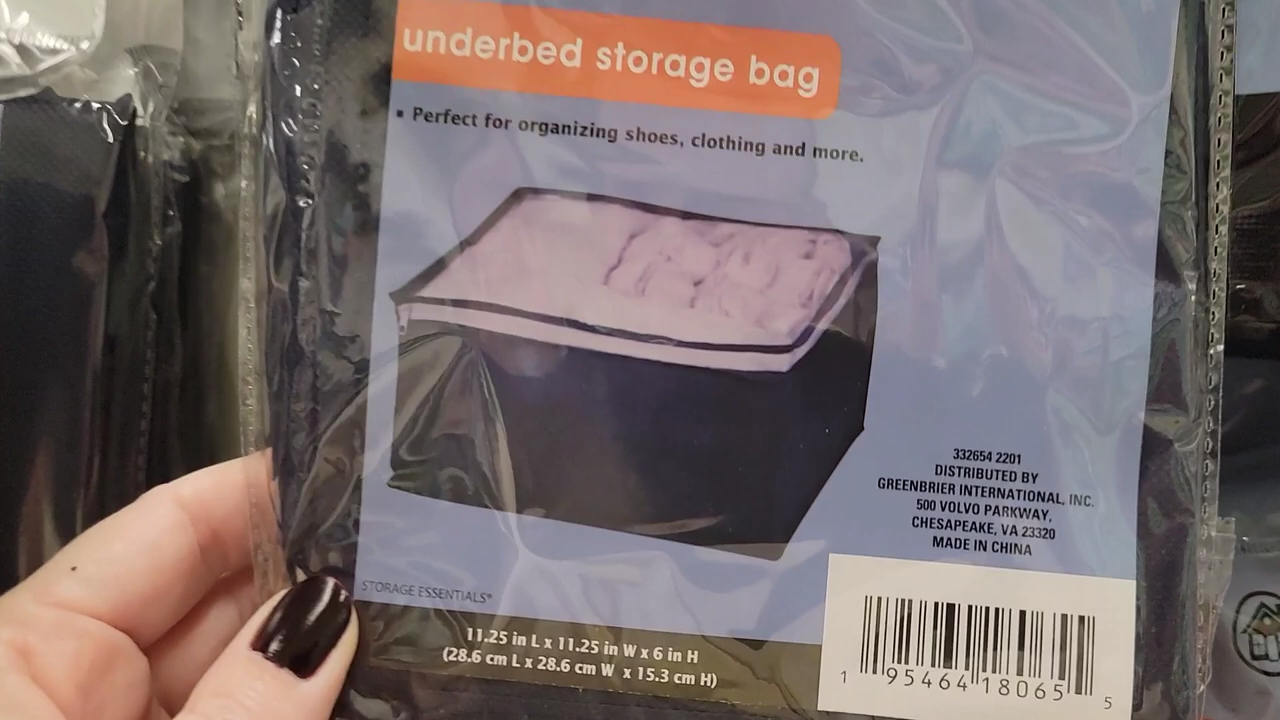 underbed storage bag
▪ Perfect for organizing shoes, clothing and more.
332654 2201
DISTRIBUTED BY
GREENBRIER INTERNATIONAL, INC.
500 VOLVO PARKWAY,
CHESAPEAKE, VA 23320
MADE IN CHINA
STORAGE ESSENTIALS®
11.25 in L x 11.25 in W x 6 in H
(28.6 cm L x 28.6 cm W x 15.3 cm H)
1 95464 18065 5